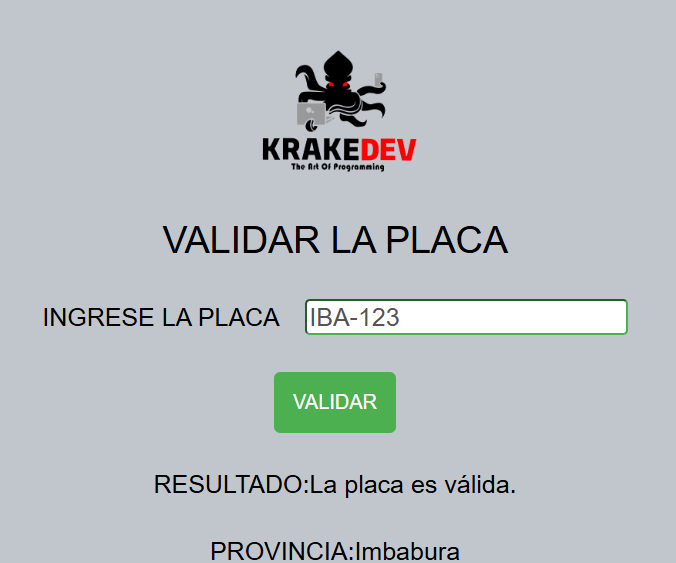 KRAKEDEV
The Art Of Programming
VALIDAR LA PLACA
INGRESE LA PLACA IBA-123
VALIDAR
RESULTADO:La placa es válida.
PROVINCIA:Imbabura